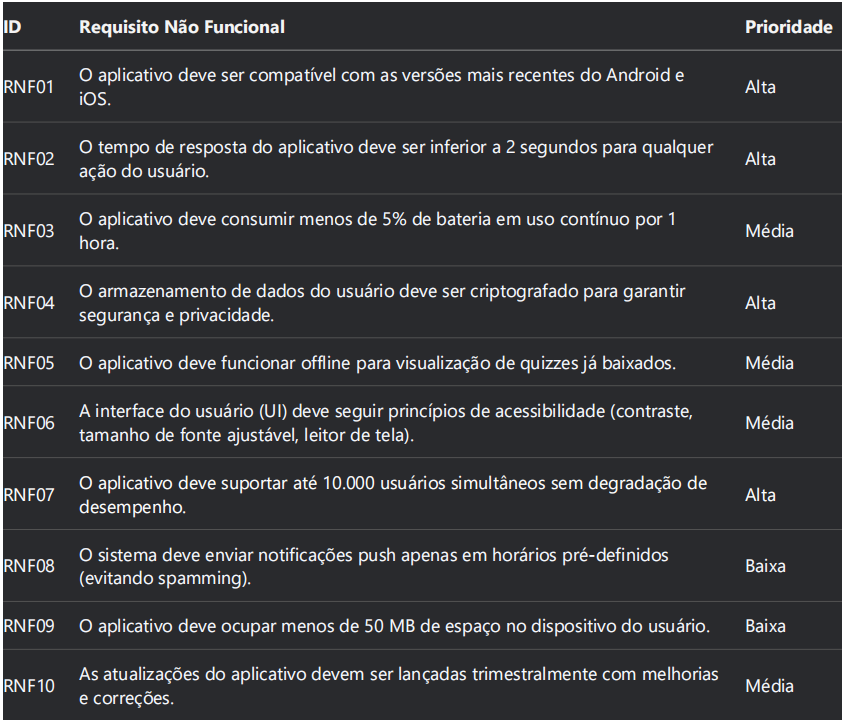 ID Requisito Não Funcional Prioridade
RNF01 O aplicativo deve ser compatível com as versões mais recentes do Android e
iOS. Alta
RNF02 O tempo de resposta do aplicativo deve ser inferior a 2 segundos para qualquer
ação do usuário. Alta
RNF03 O aplicativo deve consumir menos de 5% de bateria em uso contínuo por 1
hora. Média
RNF04 O armazenamento de dados do usuário deve ser criptografado para garantir
segurança e privacidade. Alta
RNF05 O aplicativo deve funcionar offline para visualização de quizzes já baixados. Média
RNF06 A interface do usuário (UI) deve seguir princípios de acessibilidade (contraste,
tamanho de fonte ajustável, leitor de tela). Média
RNF07 O aplicativo deve suportar até 10.000 usuários simultâneos sem degradação de
desempenho. Alta
RNF08 O sistema deve enviar notificações push apenas em horários pré-definidos
(evitando spamming). Baixa
RNF09 O aplicativo deve ocupar menos de 50 MB de espaço no dispositivo do usuário. Baixa
RNF10 As atualizações do aplicativo devem ser lançadas trimestralmente com melhorias
e correções. Média